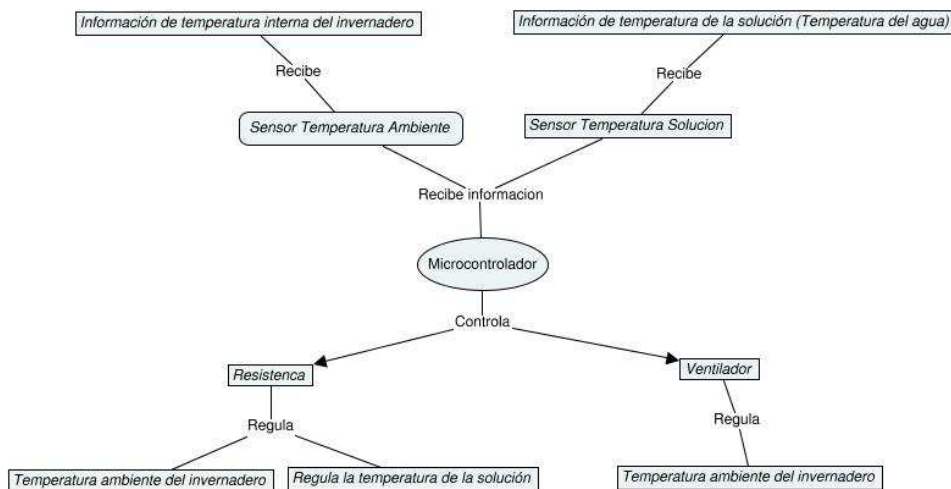 Información de temperatura interna del invernadero
Información de temperatura de la solución (Temperatura del agua)
Recibe
Recibe
Sensor Temperatura Ambiente
Sensor Temperatura Solucion
Recibe informacion
Microcontrolador
Controla
Resistenca
Ventilador
Regula
Regula
Temperatura ambiente del invernadero
Regula la temperatura de la solución
Temperatura ambiente del invernadero